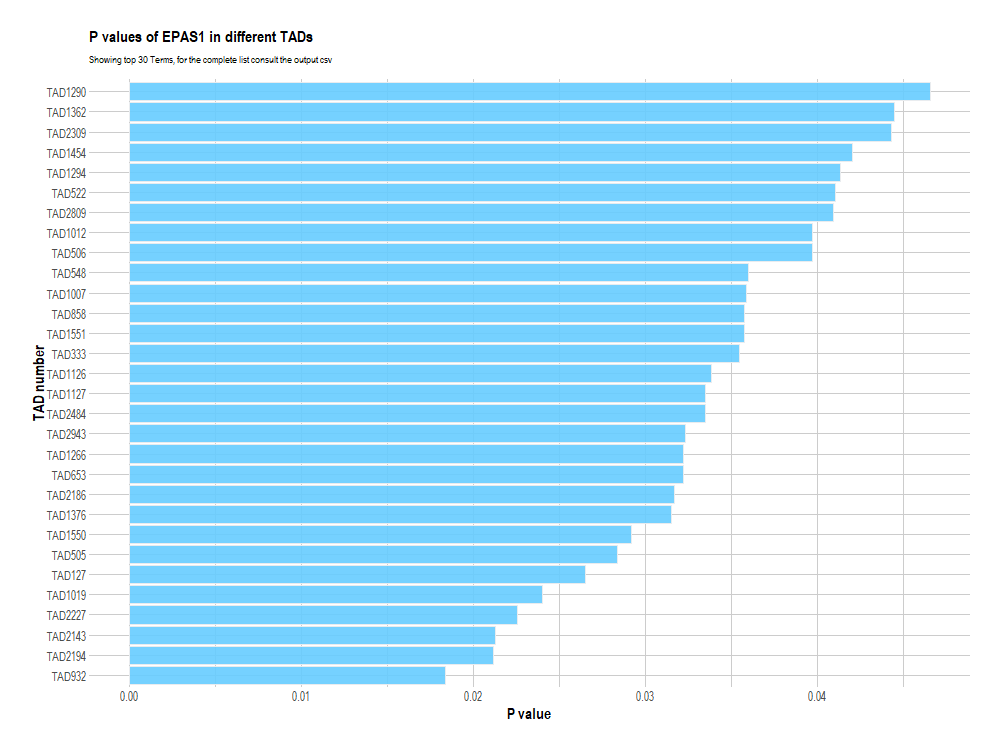 P values of EPAS1 in different TADs
Showing top 30 Terms, for the complete list consult the output csv
TAD number
TAD1290
TAD1362
TAD2309
TAD1454
TAD1294
TAD522
TAD2809
TAD1012
TAD506
TAD548
TAD1007
TAD858
TAD1551
TAD333
TAD1126
TAD1127
TAD2484
TAD2943
TAD1266
TAD653
TAD2186
TAD1376
TAD1550
TAD505
TAD127
TAD1019
TAD2227
TAD2143
TAD2194
TAD932
0.00 0.01 0.02 0.03 0.04
P value